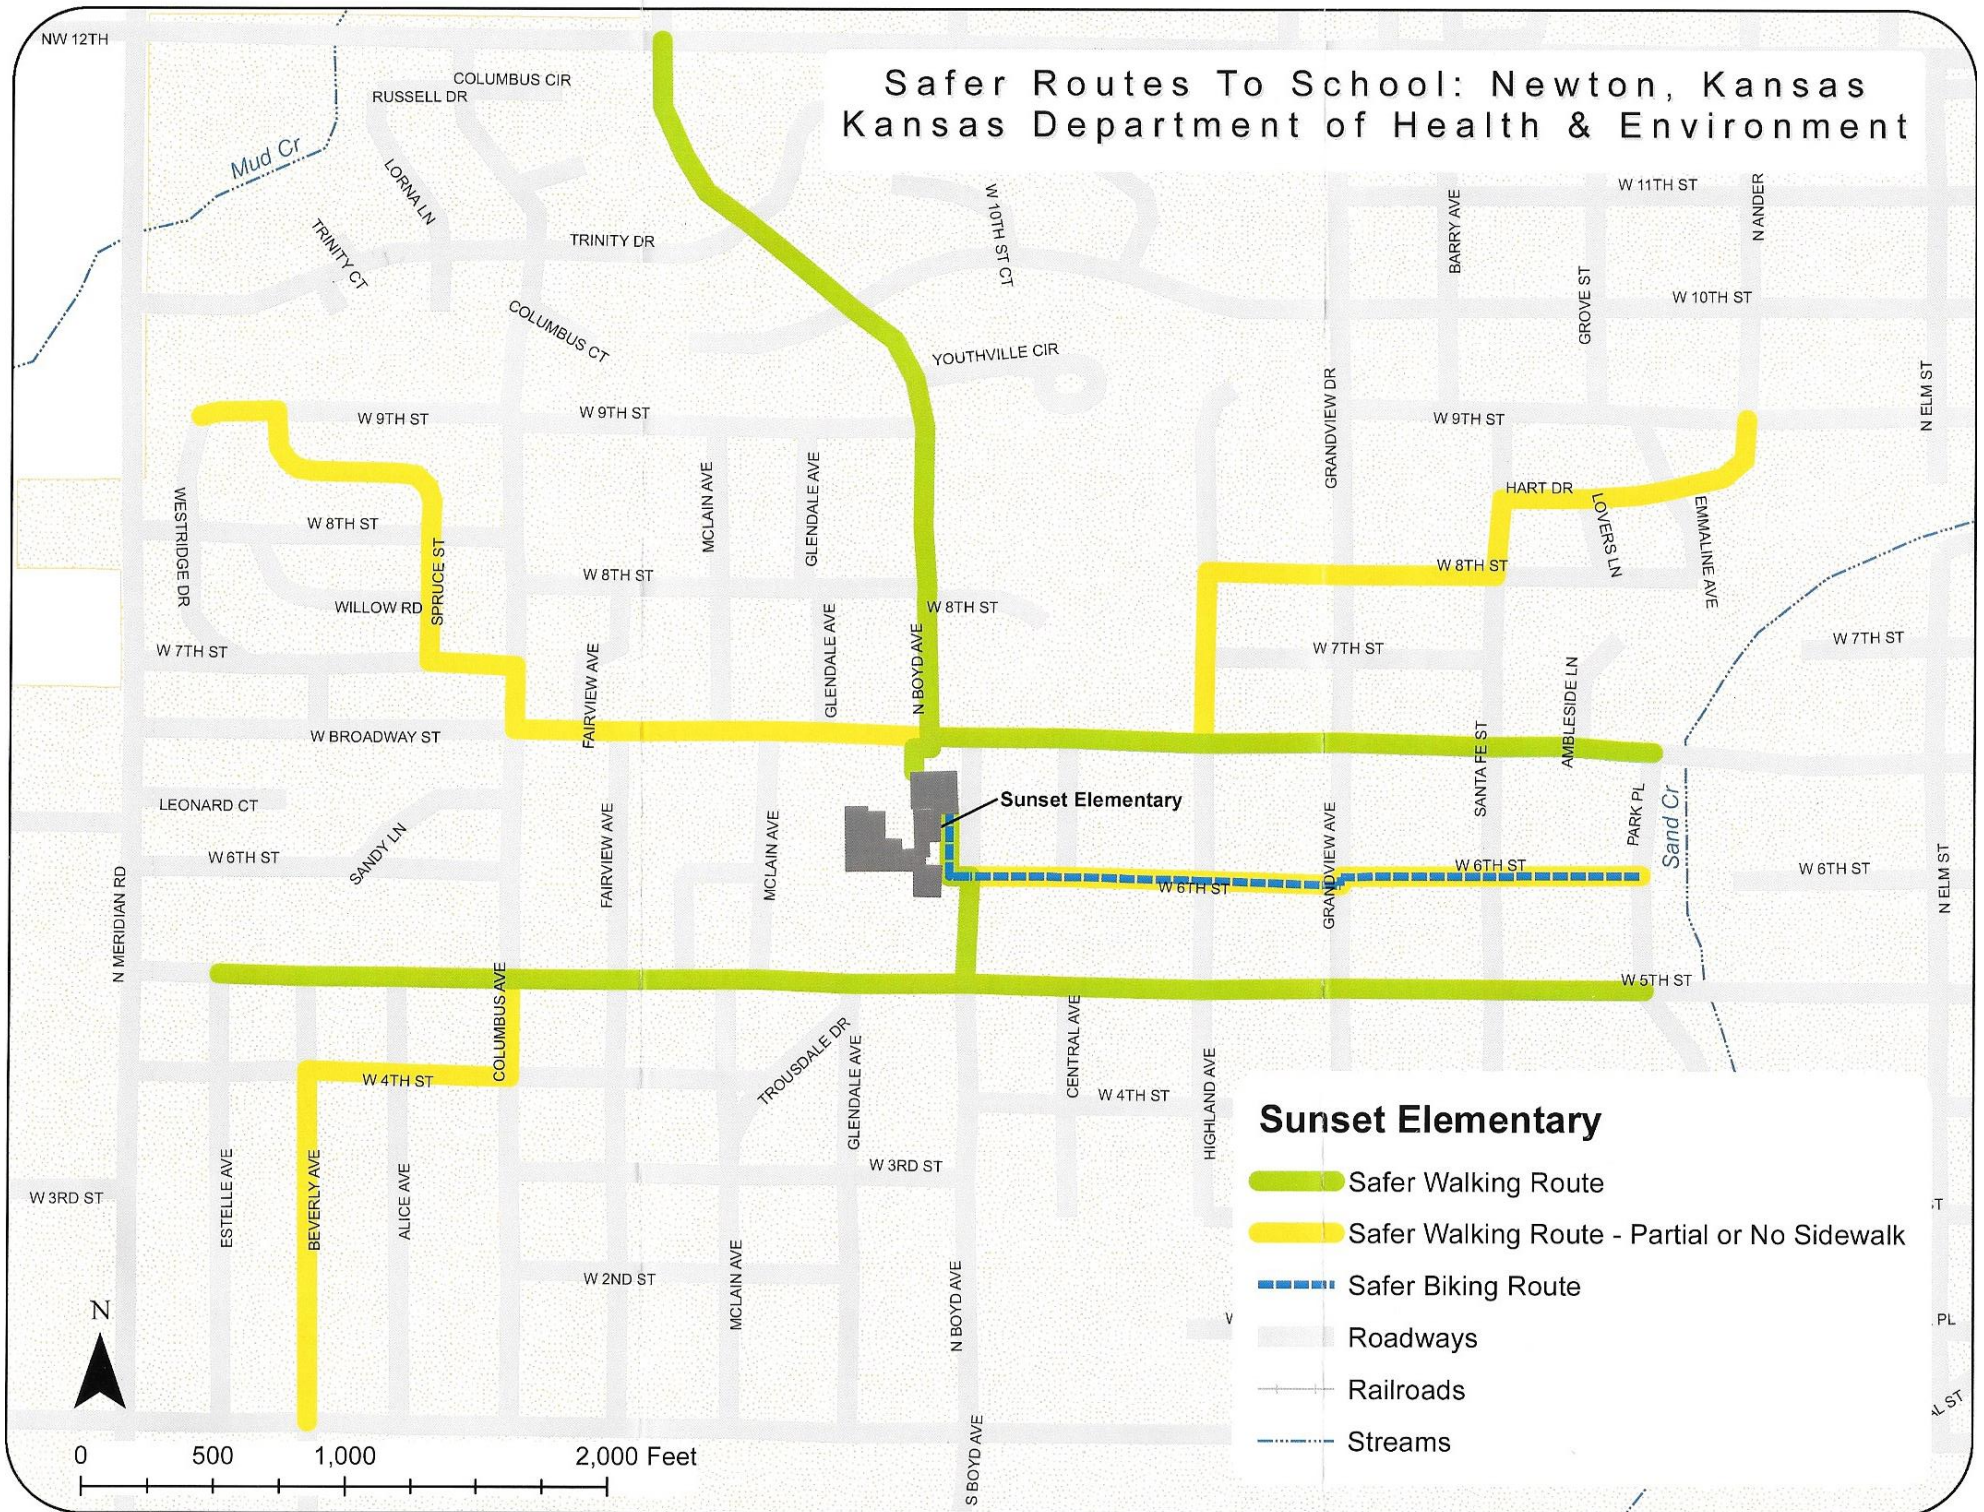 NW 12TH
Safer Routes To School: Newton, Kansas
Kansas Department of Health & Environment
COLUMBUS CIR
RUSSELL DR
Mud Cr
LORNA LN
TRINITY CT
TRINITY DR
COLUMBUS CT
W 10TH ST CT
W 11TH ST
BARRY AVE
N ANDER
GROVE ST
W 10TH ST
YOUTHVILLE CIR
GRANDVIEW DR
N ELM ST
W 9TH ST
W 9TH ST
W 9TH ST
WESTRIDGE DR
W 8TH ST
SPRUCE ST
MCLAIN AVE
GLENDALE AVE
HART DR
LOVERS LN
EMMALINE AVE
W 8TH ST
W 8TH ST
WILLOW RD
W 8TH ST
GLENDALE AVE
N BOYD AVE
W 7TH ST
FAIRVIEW AVE
W 7TH ST
W 7TH ST
AMBLESIDE LN
SANTA FE ST
W BROADWAY ST
LEONARD CT
Sunset Elementary
PARK PL
Sand Cr
SANDY LN
FAIRVIEW AVE
MCLAIN AVE
GRANDVIEW AVE
W 6TH ST
W 6TH ST
W 6TH ST
W 6TH ST
N ELM ST
N MERIDIAN RD
COLUMBUS AVE
W 5TH ST
W 4TH ST
TROUSDALE DR
GLENDALE AVE
CENTRAL AVE
W 4TH ST
HIGHLAND AVE
W 3RD ST
W 3RD ST
ESTELLE AVE
BEVERLY AVE
ALICE AVE
MCLAIN AVE
W 2ND ST
N BOYD AVE
S BOYD AVE
Sunset Elementary
Safer Walking Route
Safer Walking Route - Partial or No Sidewalk
Safer Biking Route
Roadways
Railroads
Streams
ST
PL
AL ST
W
N
0 500 1,000 2,000 Feet